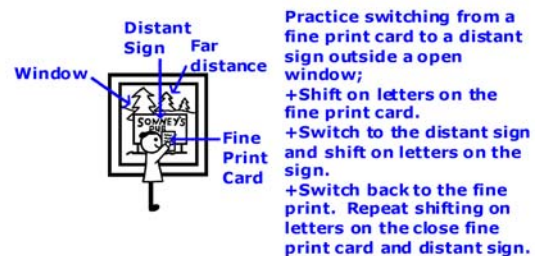 Distant
Sign
Far
distance
Window
SONNEY'S
PUB
Fine
Print
Card
Practice switching from a
fine print card to a distant
sign outside a open
window;
+Shift on letters on the
fine print card.
+Switch to the distant sign
and shift on letters on the
sign.
+Switch back to the fine
print. Repeat shifting on
letters on the close fine
print card and distant sign.